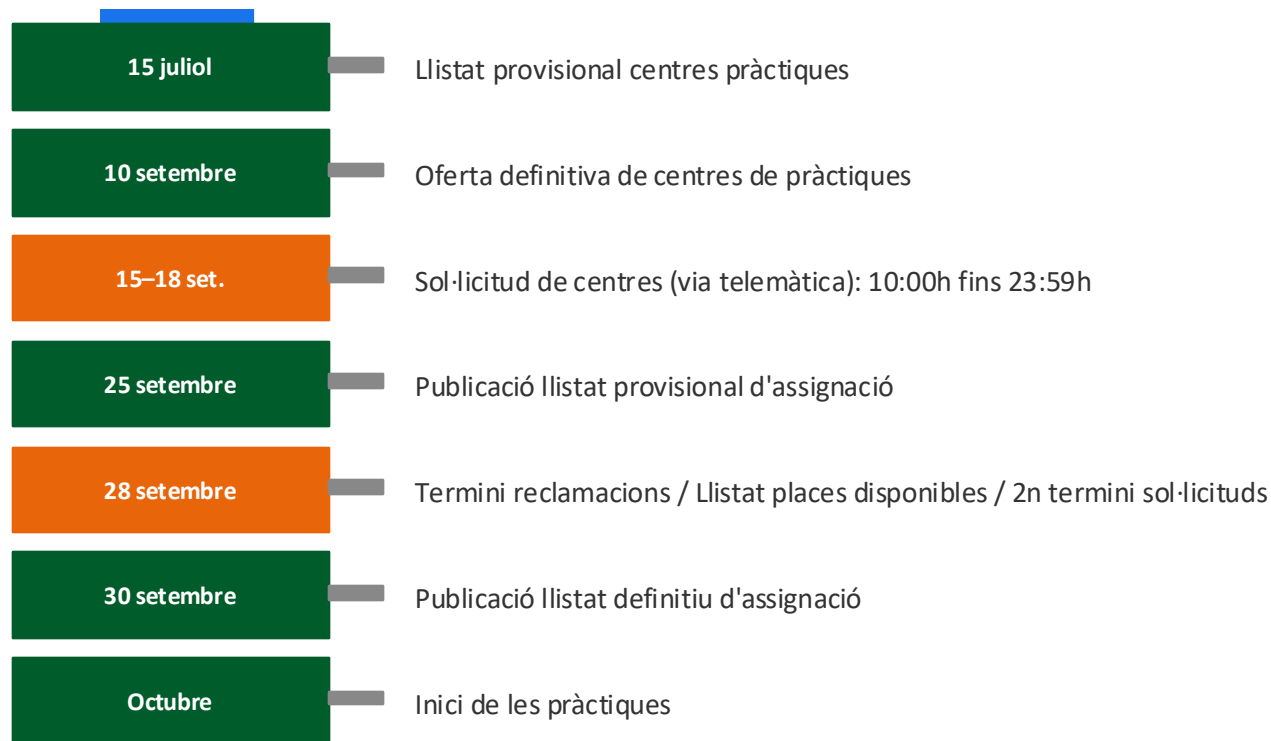 15 juliol
Llistat provisional centres pràctiques
10 setembre
Oferta definitiva de centres de pràctiques
15–18 set.
Sol·licitud de centres (via telemàtica): 10:00h fins 23:59h
25 setembre
Publicació llistat provisional d'assignació
28 setembre
Termini reclamacions / Llistat places disponibles / 2n termini sol·licituds
30 setembre
Publicació llistat definitiu d'assignació
Octubre
Inici de les pràctiques